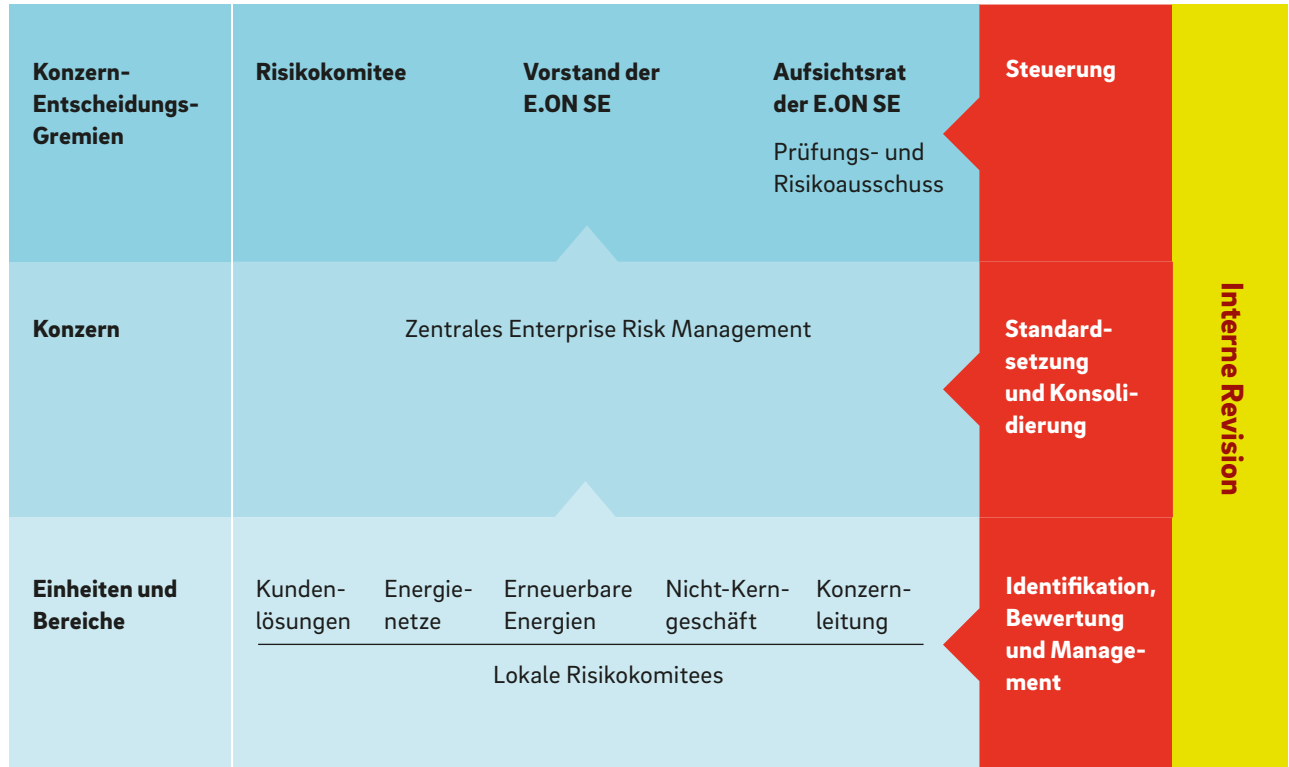 Konzern-
Entscheidungs-
Gremien
Risikokomitee
Vorstand der
E.ON SE
Aufsichtsrat
der E.ON SE
Prüfungs- und
Risikoausschuss
Steuerung
Konzern
Zentrales Enterprise Risk Management
Standard-
setzung
und Konsoli-
dierung
Einheiten und
Bereiche
Kunden-
lösungen
Energie-
netze
Erneuerbare
Energien
Nicht-Kern-
geschäft
Konzern-
leitung
Lokale Risikokomitees
Identifikation,
Bewertung
und Manage-
ment
Interne Revision